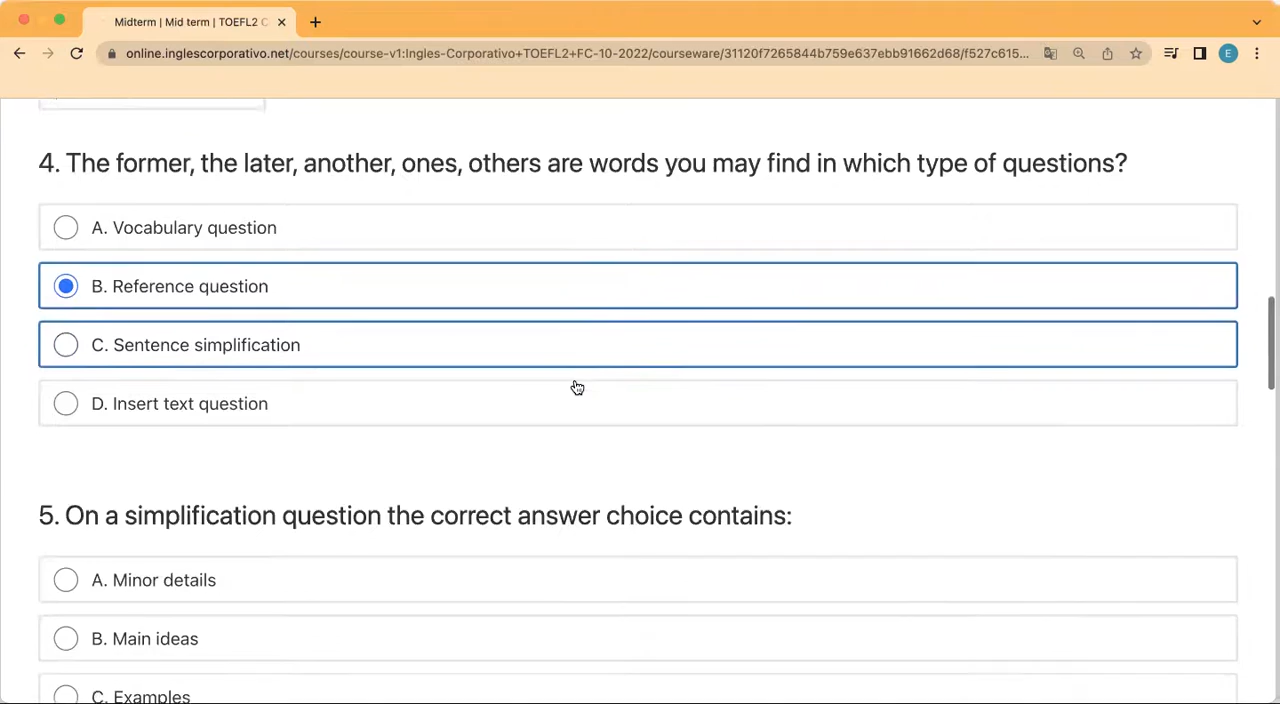 Midterm | Mid term | TOEFL2 C
online.inglescorporativo.net/courses/course-v1:Ingles-Corporativo+TOEFL2+FC-10-2022/courseware/31120f7265844b759e637ebb91662d68/f527c615...
E
4. The former, the later, another, ones, others are words you may find in which type of questions?
A. Vocabulary question
B. Reference question
C. Sentence simplification
D. Insert text question
5. On a simplification question the correct answer choice contains:
A. Minor details
B. Main ideas
C. Examples